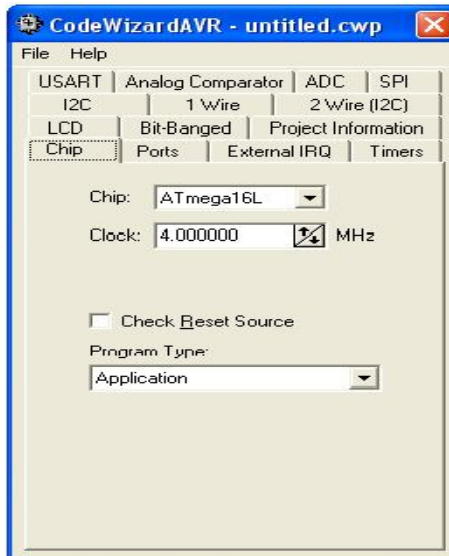 CodeWizardAVR - untitled.cwp
File Help
USART Analog Comparator ADC SPI
I2C 1 Wire 2 Wire (I2C)
LCD Bit-Banged Project Information
Chip Ports External IRQ Timers
Chip: ATmega16L
Clock: 4.000000 MHz
Check Reset Source
Program Type:
Application